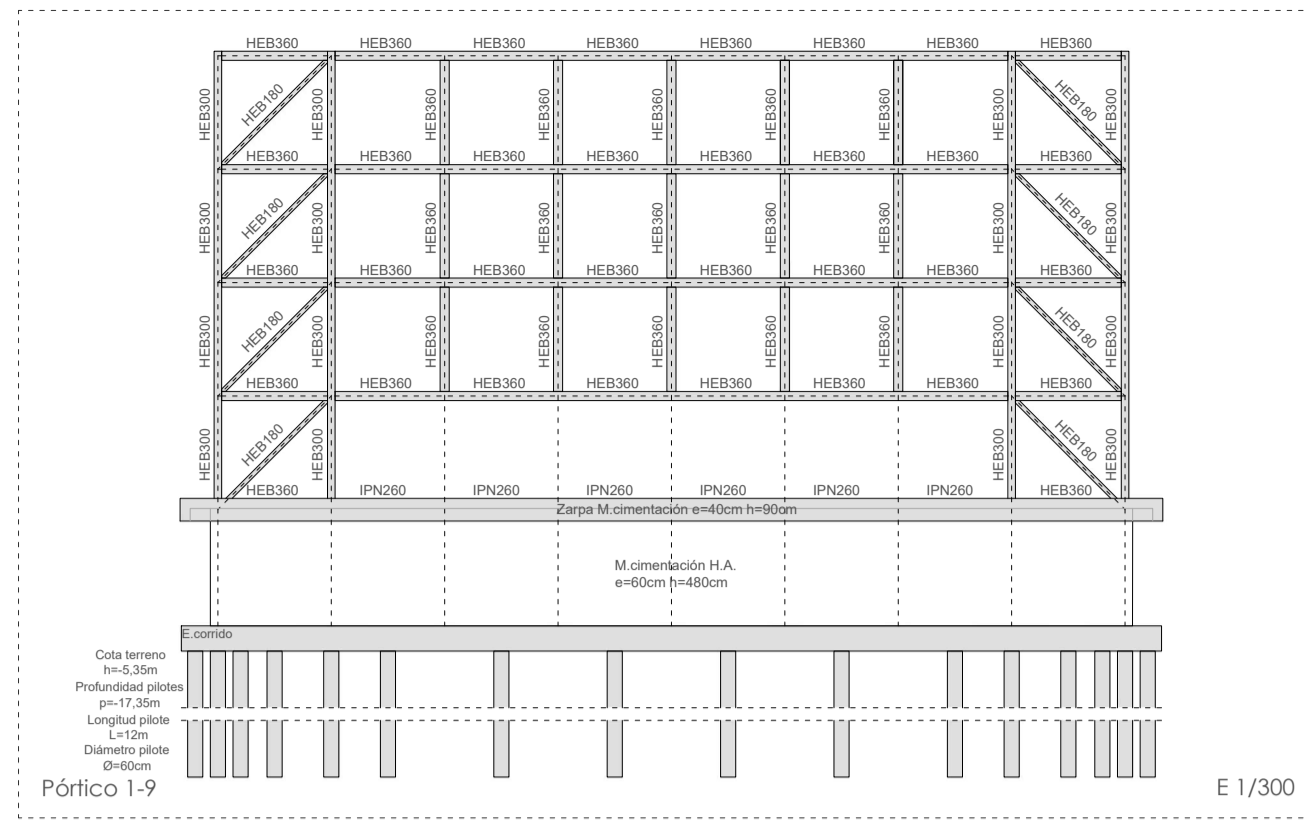 HEB360 HEB360 HEB360 HEB360 HEB360 HEB360 HEB360 HEB360
HEB300 HEB180 HEB300 HEB360 HEB360 HEB360 HEB360 HEB360 HEB300 HEB180 HEB300
HEB360 HEB360 HEB360 HEB360 HEB360 HEB360 HEB360 HEB360
HEB300 HEB180 HEB300 HEB360 HEB360 HEB360 HEB360 HEB360 HEB300 HEB180 HEB300
HEB360 HEB360 HEB360 HEB360 HEB360 HEB360 HEB360 HEB360
HEB300 HEB180 HEB300 HEB360 HEB360 HEB360 HEB360 HEB360 HEB300 HEB180 HEB300
HEB360 HEB360 HEB360 HEB360 HEB360 HEB360 HEB360 HEB360
HEB300 HEB180 HEB300 HEB300 HEB180 HEB300
HEB360 IPN260 IPN260 IPN260 IPN260 IPN260 IPN260 HEB360
Zarpa M.cimentación e=40cm h=90cm
M.cimentación H.A.
e=60cm h=480cm
E.corrido
Cota terreno
h=-5,35m
Profundidad pilotes
p=-17,35m
Longitud pilote
L=12m
Diámetro pilote
Ø=60cm
Pórtico 1-9
E 1/300